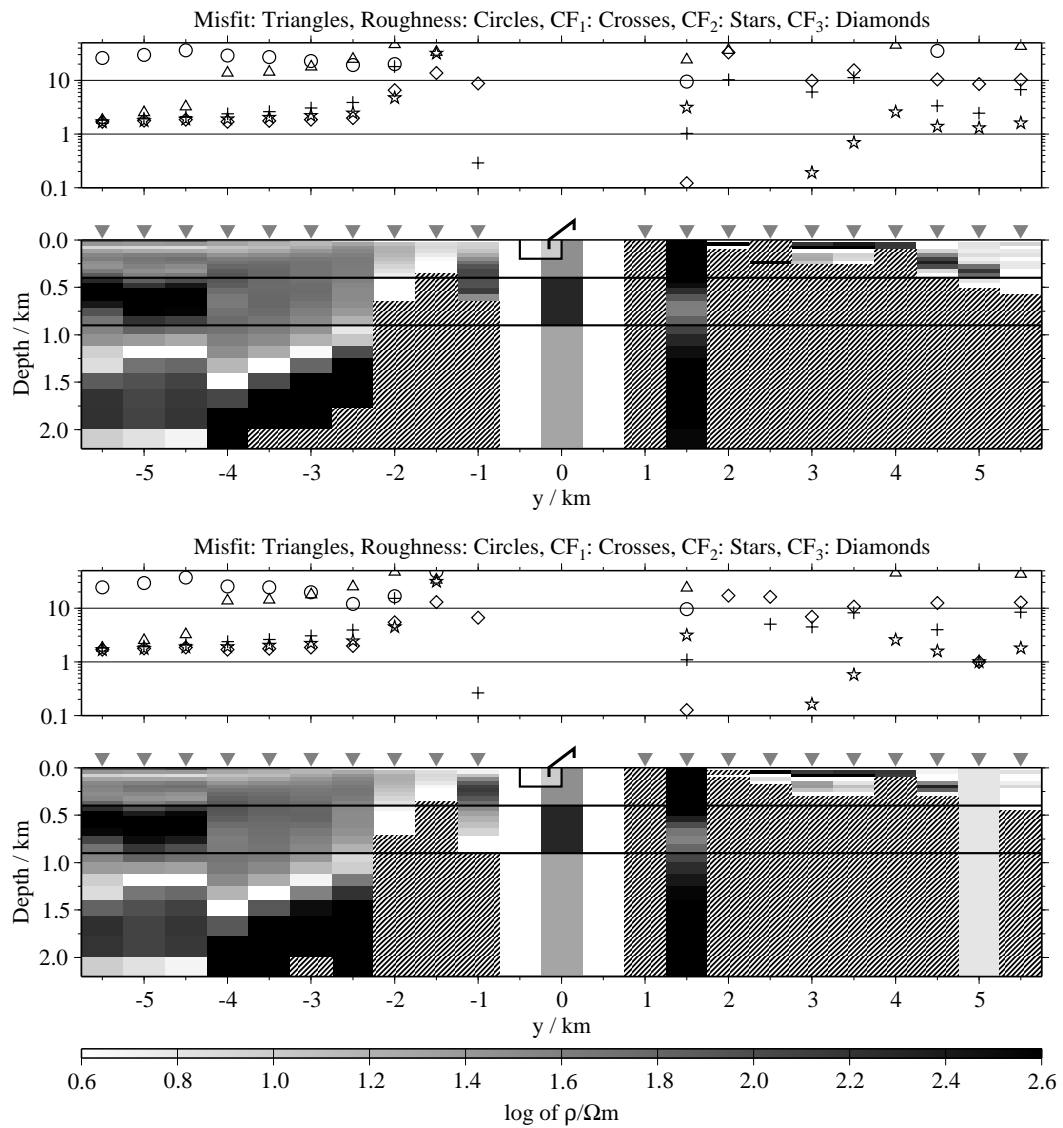 Misfit: Triangles, Roughness: Circles, CF₁: Crosses, CF₂: Stars, CF₃: Diamonds
10
1
0.1
0.0
0.5
1.0
1.5
2.0
Depth / km
-5 -4 -3 -2 -1 0 1 2 3 4 5
y / km
Misfit: Triangles, Roughness: Circles, CF₁: Crosses, CF₂: Stars, CF₃: Diamonds
10
1
0.1
0.0
0.5
1.0
1.5
2.0
Depth / km
-5 -4 -3 -2 -1 0 1 2 3 4 5
y / km
0.6 0.8 1.0 1.2 1.4 1.6 1.8 2.0 2.2 2.4 2.6
log of ρ/Ωm